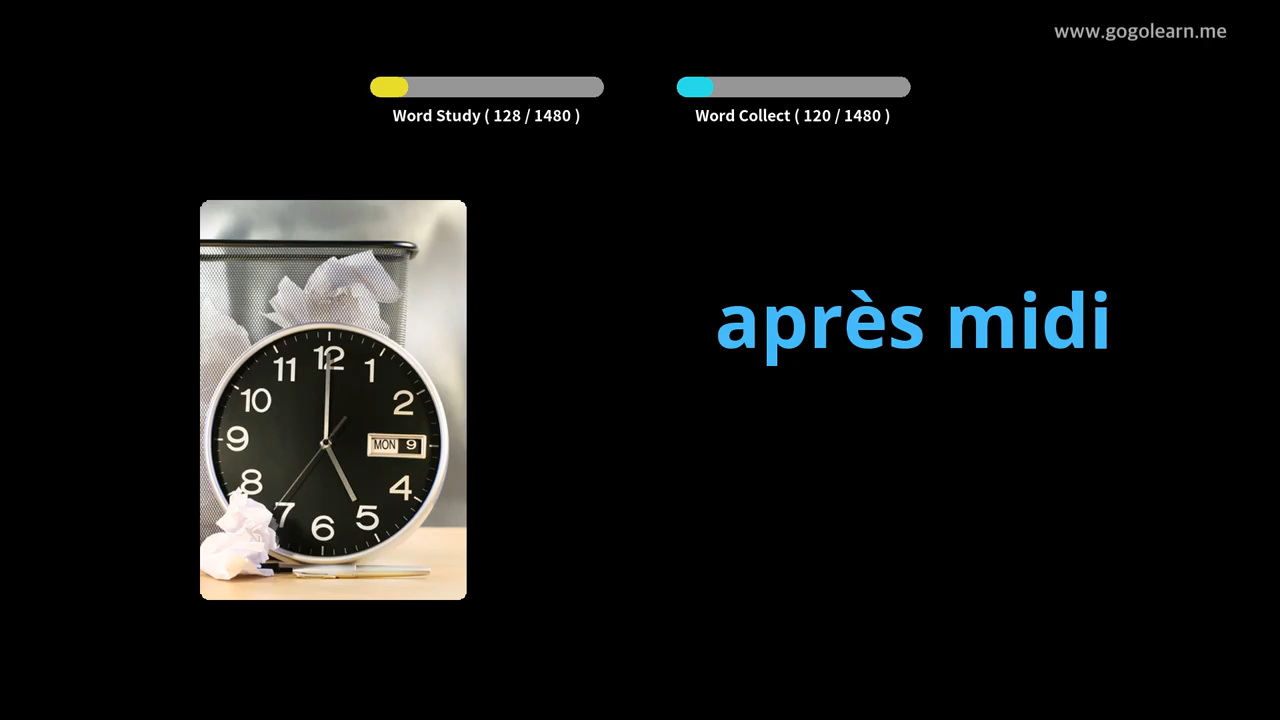 www.gogolearn.me
Word Study ( 128 / 1480 )
Word Collect ( 120 / 1480 )
après midi
12
11
1
10
2
9
MON 9
8
4
7
5
6